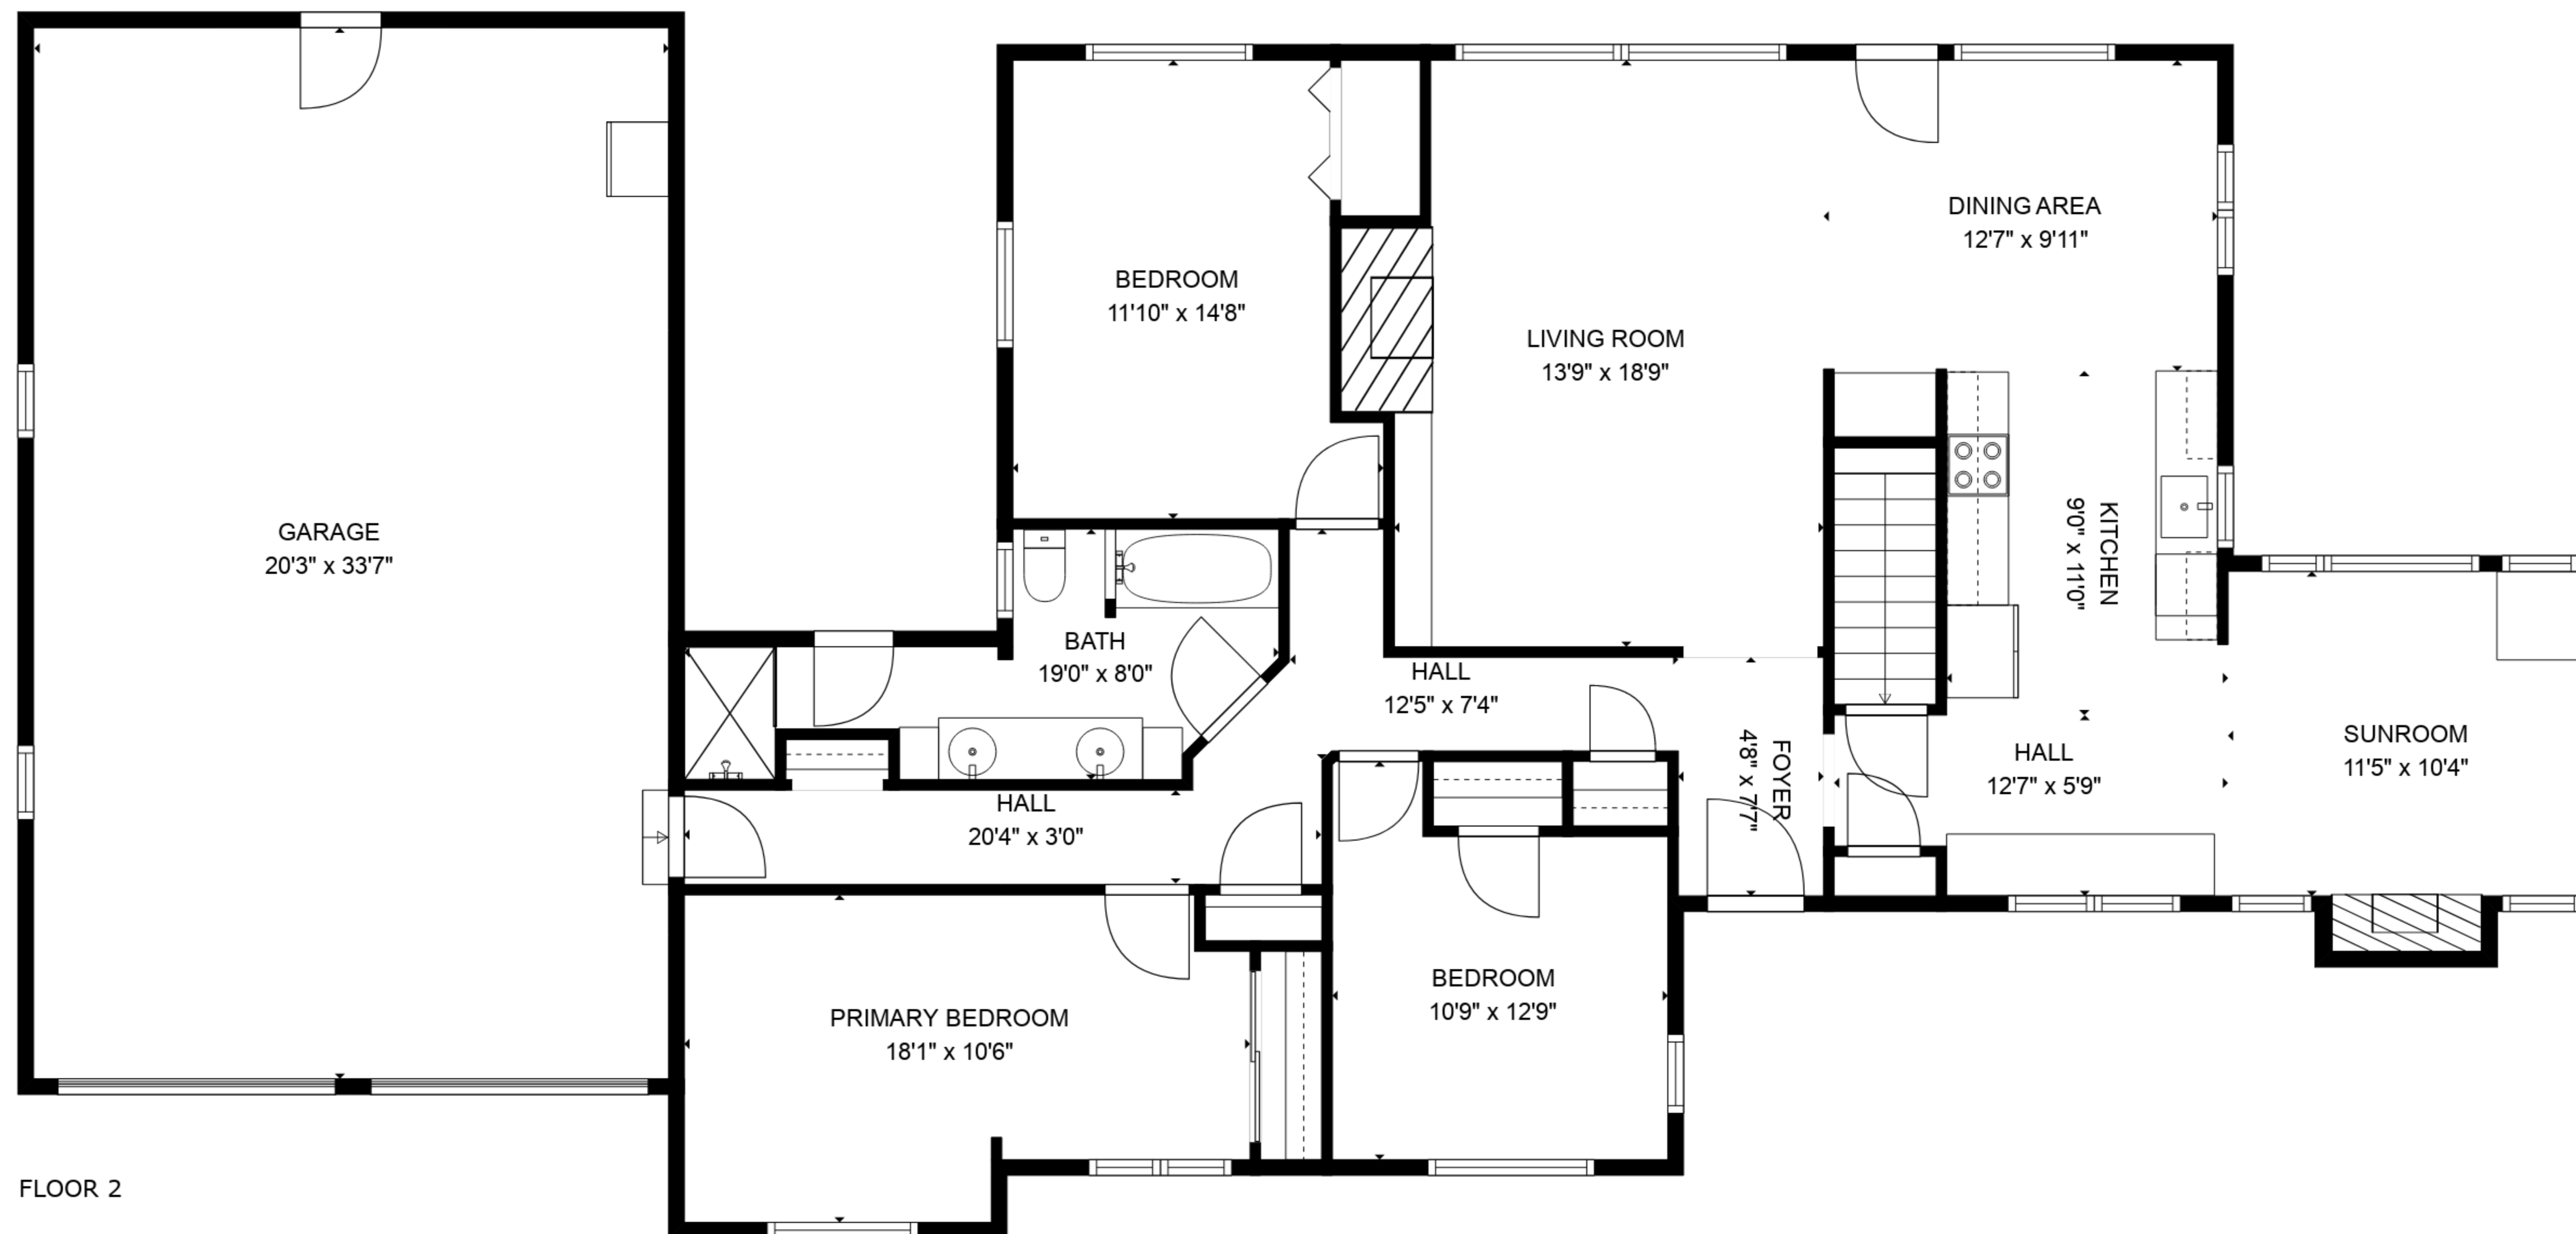 GARAGE
20'3" x 33'7"
BEDROOM
11'10" x 14'8"
LIVING ROOM
13'9" x 18'9"
DINING AREA
12'7" x 9'11"
KITCHEN
9'0" x 11'0"
BATH
19'0" x 8'0"
HALL
12'5" x 7'4"
FOYER
4'8" x 7'7"
HALL
12'7" x 5'9"
SUNROOM
11'5" x 10'4"
HALL
20'4" x 3'0"
PRIMARY BEDROOM
18'1" x 10'6"
BEDROOM
10'9" x 12'9"
FLOOR 2